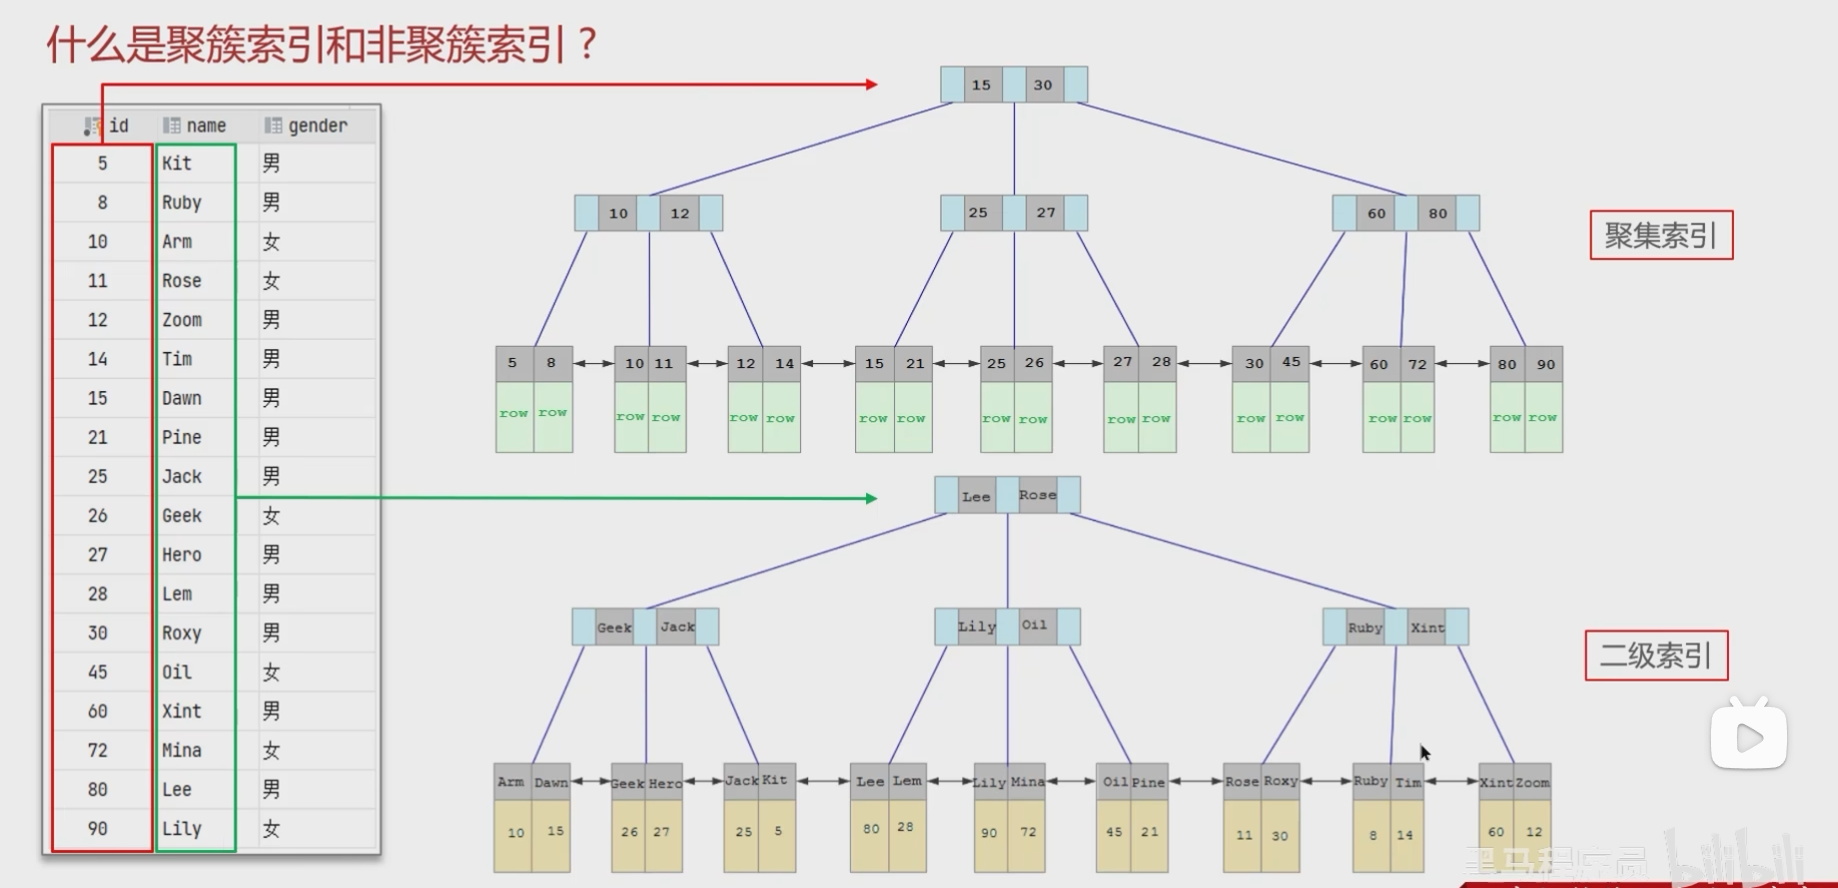 什么是聚簇索引和非聚簇索引？
id name gender
5 Kit 男
8 Ruby 男
10 Arm 女
11 Rose 女
12 Zoom 男
14 Tim 男
15 Dawn 男
21 Pine 男
25 Jack 男
26 Geek 女
27 Hero 男
28 Lem 男
30 Roxy 男
45 Oil 女
60 Xint 男
72 Mina 女
80 Lee 男
90 Lily 女
15 30
10 12 25 27 60 80
聚集索引
5 8 10 11 12 14 15 21 25 26 27 28 30 45 60 72 80 90
row row row row row row row row row row row row row row row row row row
Lee Rose
Geek Jack Lily Oil Ruby Xint
二级索引
Arm Dawn Geek Hero Jack Kit Lee Lem Lily Mina Oil Pine Rose Roxy Ruby Tim Xint Zoom
10 15 26 27 25 5 80 28 90 72 45 21 11 30 8 14 60 12
黑马程序员 bilibili